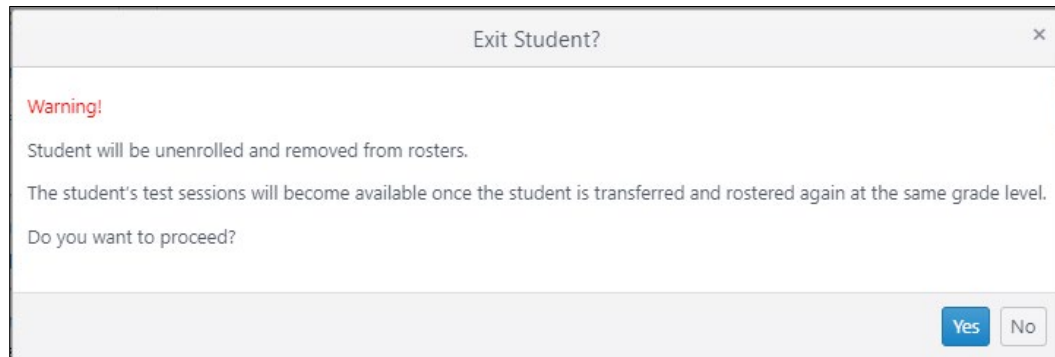 Exit Student?
×
Warning!
Student will be unenrolled and removed from rosters.
The student's test sessions will become available once the student is transferred and rostered again at the same grade level.
Do you want to proceed?
Yes
No